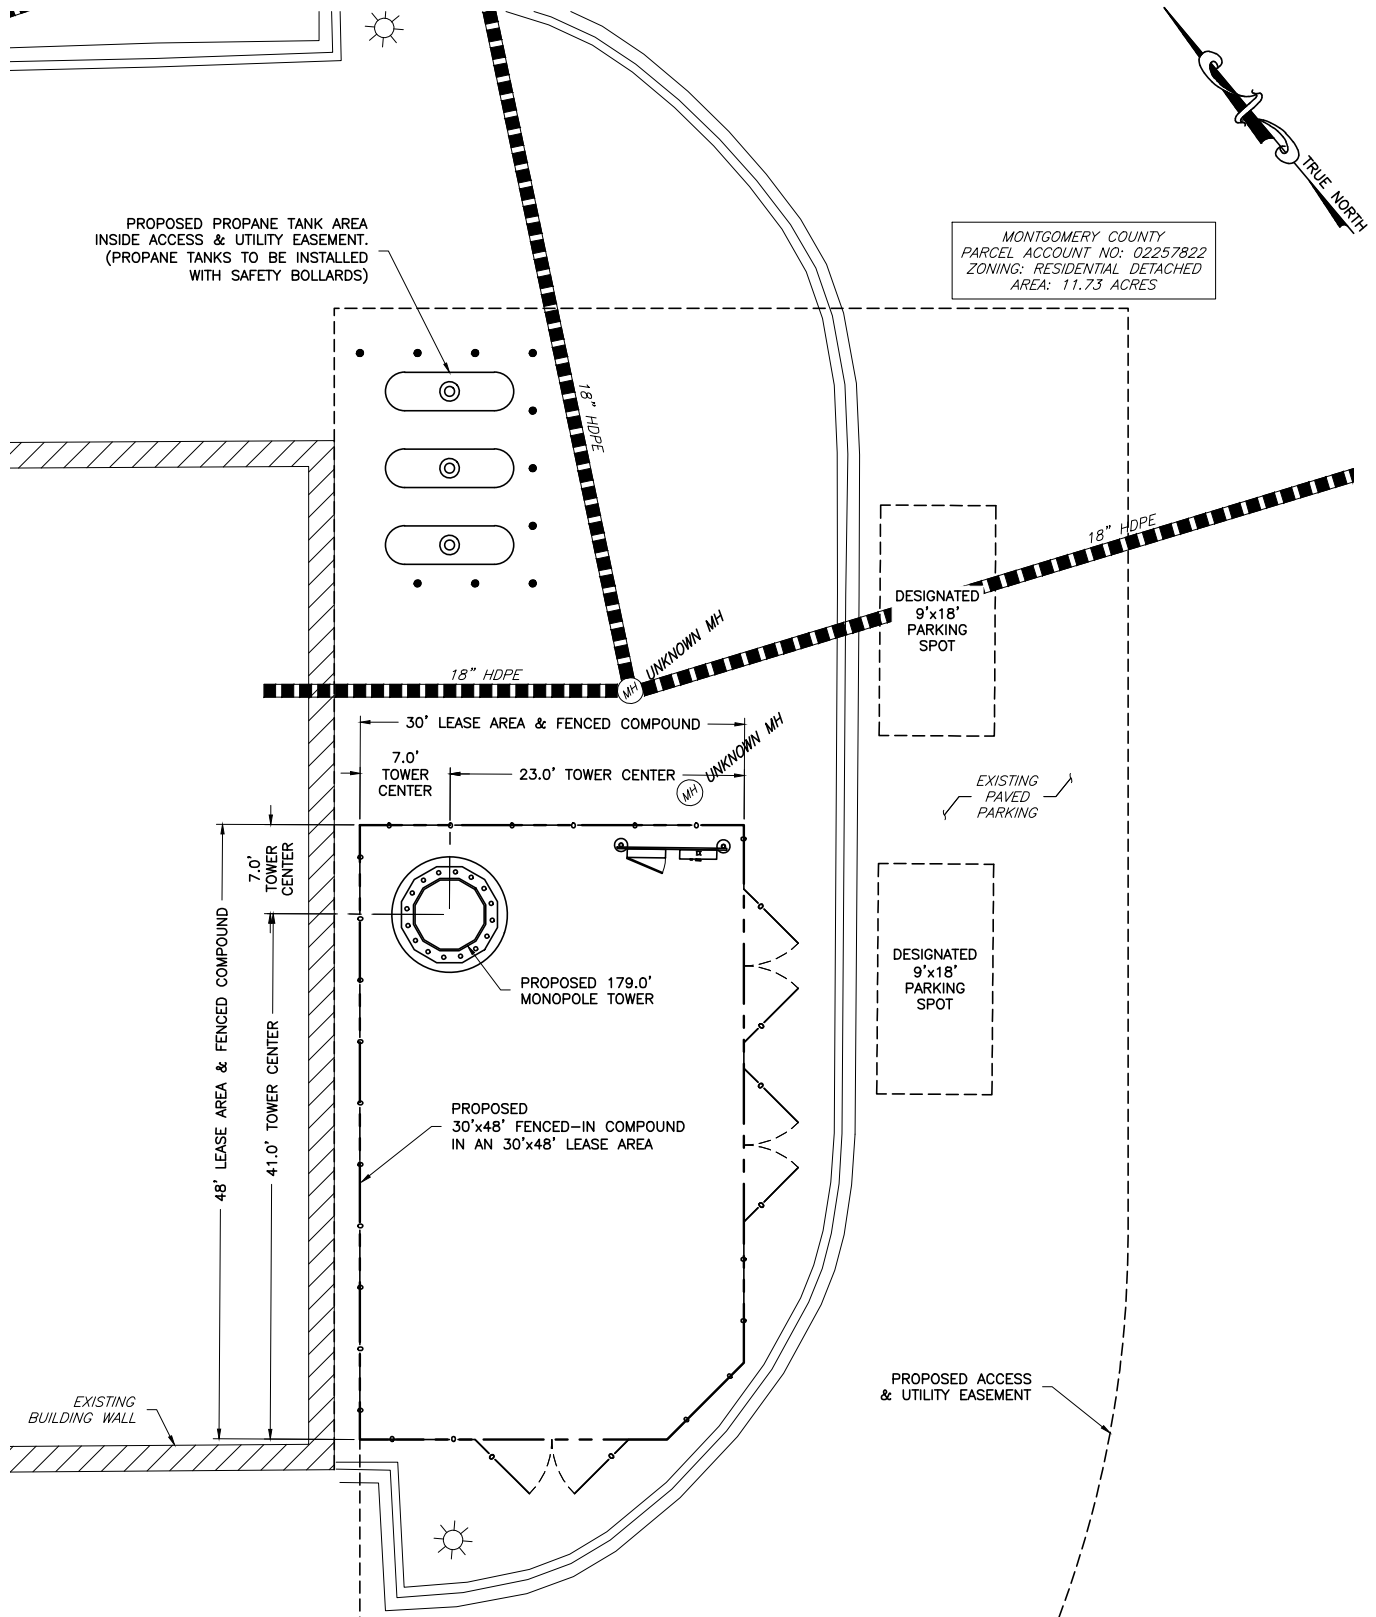 TRUE NORTH
PROPOSED PROPANE TANK AREA
INSIDE ACCESS & UTILITY EASEMENT.
(PROPANE TANKS TO BE INSTALLED
WITH SAFETY BOLLARDS)
MONTGOMERY COUNTY
PARCEL ACCOUNT NO: 02257822
ZONING: RESIDENTIAL DETACHED
AREA: 11.73 ACRES
18" HDPE
18" HDPE
DESIGNATED
9'x18'
PARKING
SPOT
UNKNOWN MH
MH
18" HDPE
30' LEASE AREA & FENCED COMPOUND
UNKNOWN MH
MH
7.0'
TOWER
CENTER
23.0' TOWER CENTER
EXISTING
PAVED
PARKING
7.0'
TOWER
CENTER
48' LEASE AREA & FENCED COMPOUND
41.0' TOWER CENTER
DESIGNATED
9'x18'
PARKING
SPOT
PROPOSED 179.0'
MONOPOLE TOWER
PROPOSED
30'x48' FENCED-IN COMPOUND
IN AN 30'x48' LEASE AREA
PROPOSED ACCESS
& UTILITY EASEMENT
EXISTING
BUILDING WALL